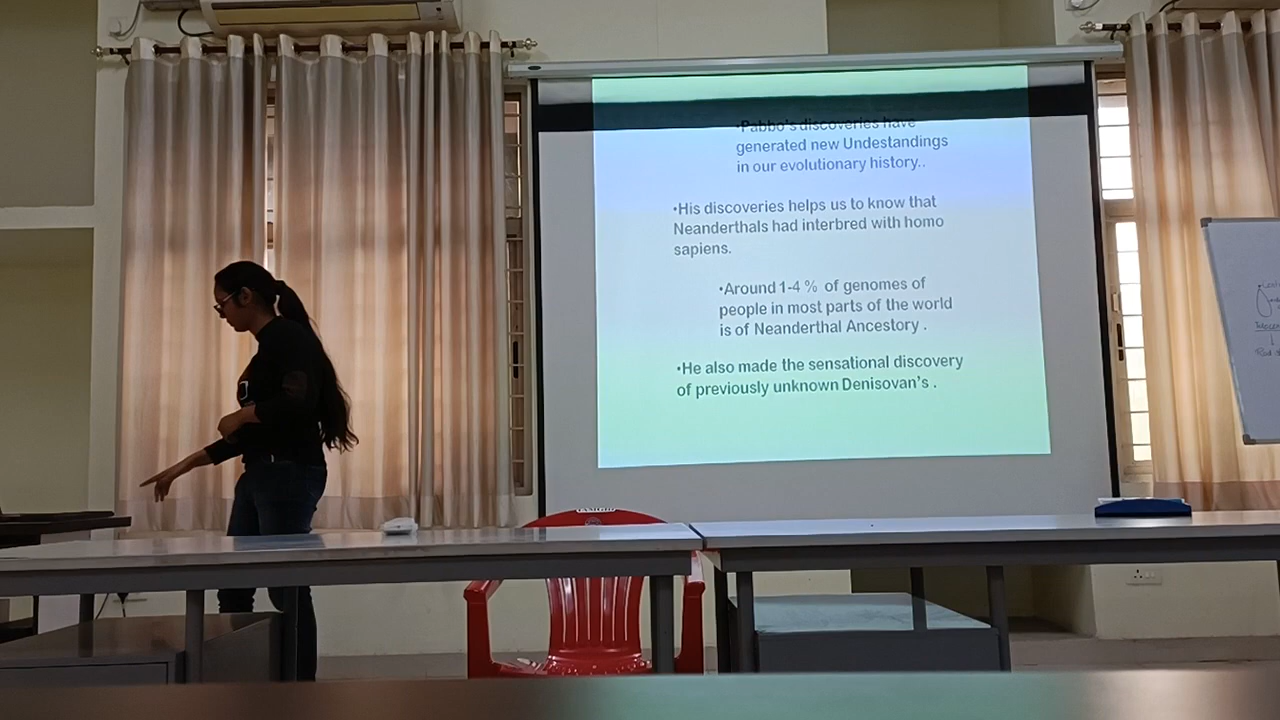 •Pabbo's discoveries have
generated new Undestandings
in our evolutionary history..
•His discoveries helps us to know that
Neanderthals had interbred with homo
sapiens.
•Around 1-4 % of genomes of
people in most parts of the world
is of Neanderthal Ancestory .
•He also made the sensational discovery
of previously unknown Denisovan's .